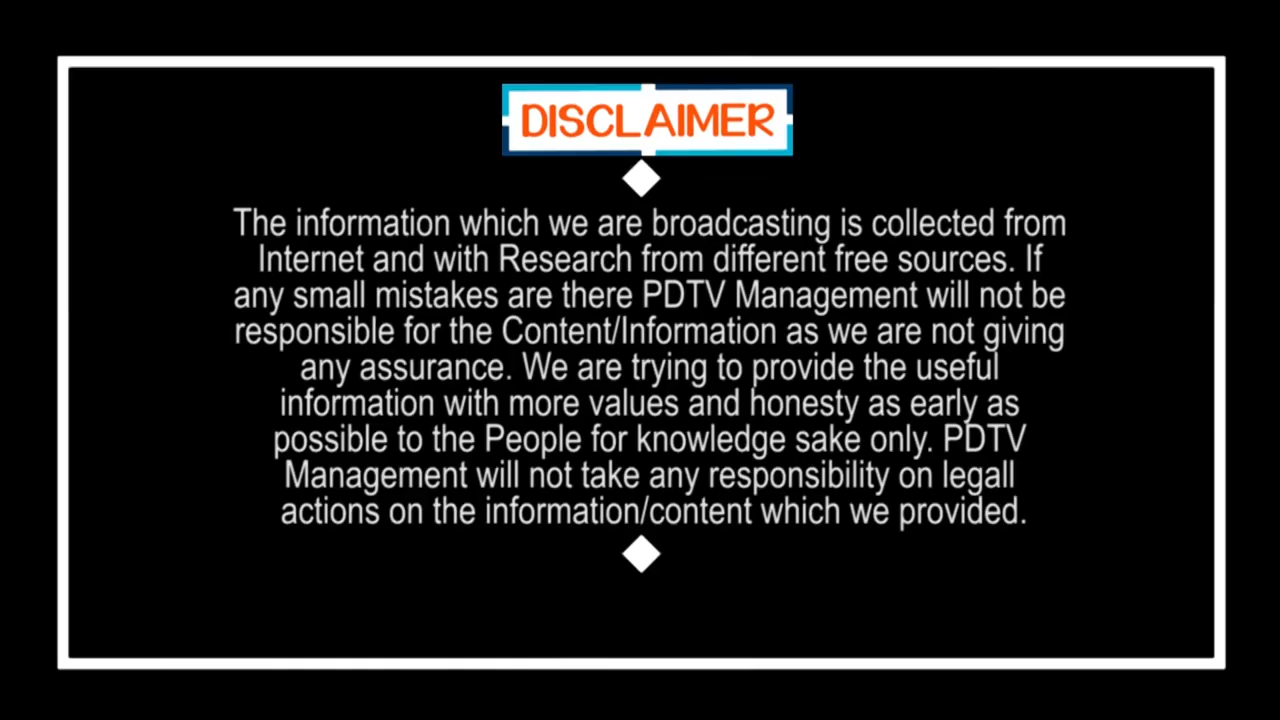 DISCLAIMER
The information which we are broadcasting is collected from
Internet and with Research from different free sources. If
any small mistakes are there PDTV Management will not be
responsible for the Content/Information as we are not giving
any assurance. We are trying to provide the useful
information with more values and honesty as early as
possible to the People for knowledge sake only. PDTV
Management will not take any responsibility on legall
actions on the information/content which we provided.